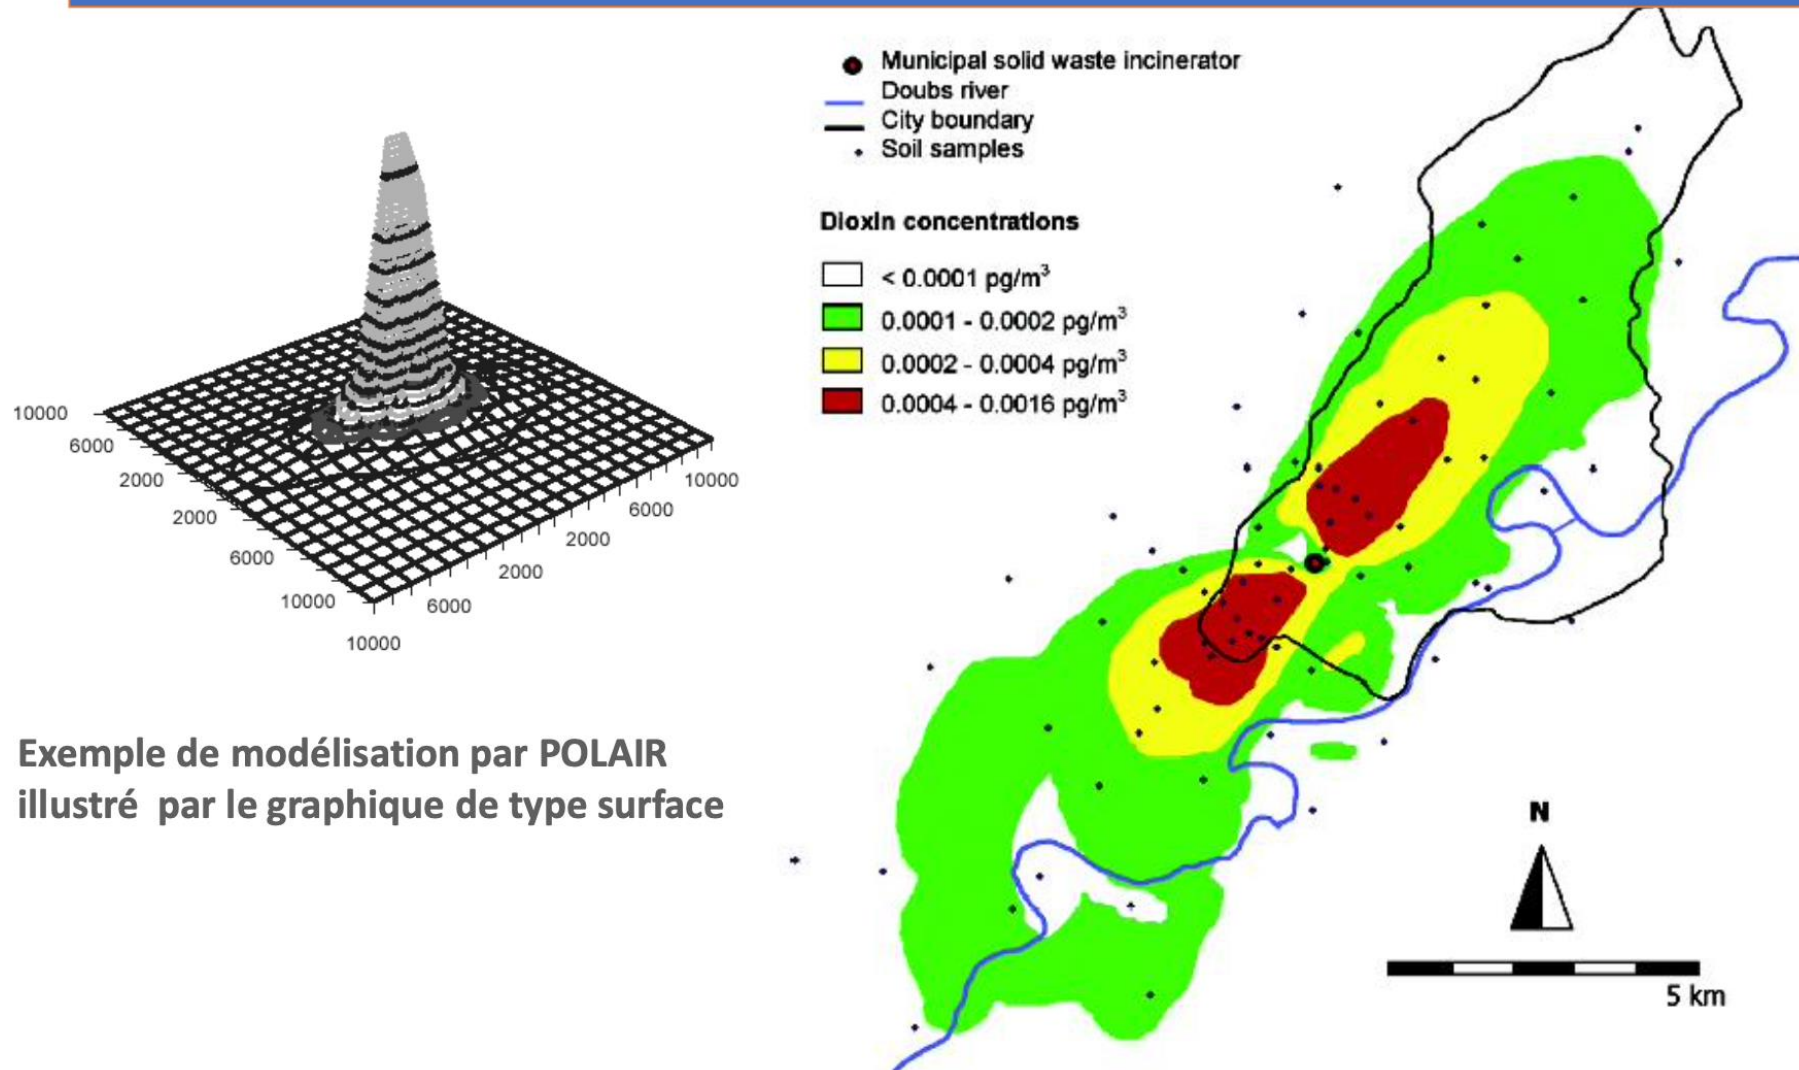 Municipal solid waste incinerator
Doubs river
City boundary
Soil samples
Dioxin concentrations
< 0.0001 pg/m³
0.0001 - 0.0002 pg/m³
0.0002 - 0.0004 pg/m³
0.0004 - 0.0016 pg/m³
10000
6000
2000
2000
6000
10000
10000
6000
2000
2000
6000
10000
Exemple de modélisation par POLAIR
illustré par le graphique de type surface
N
5 km